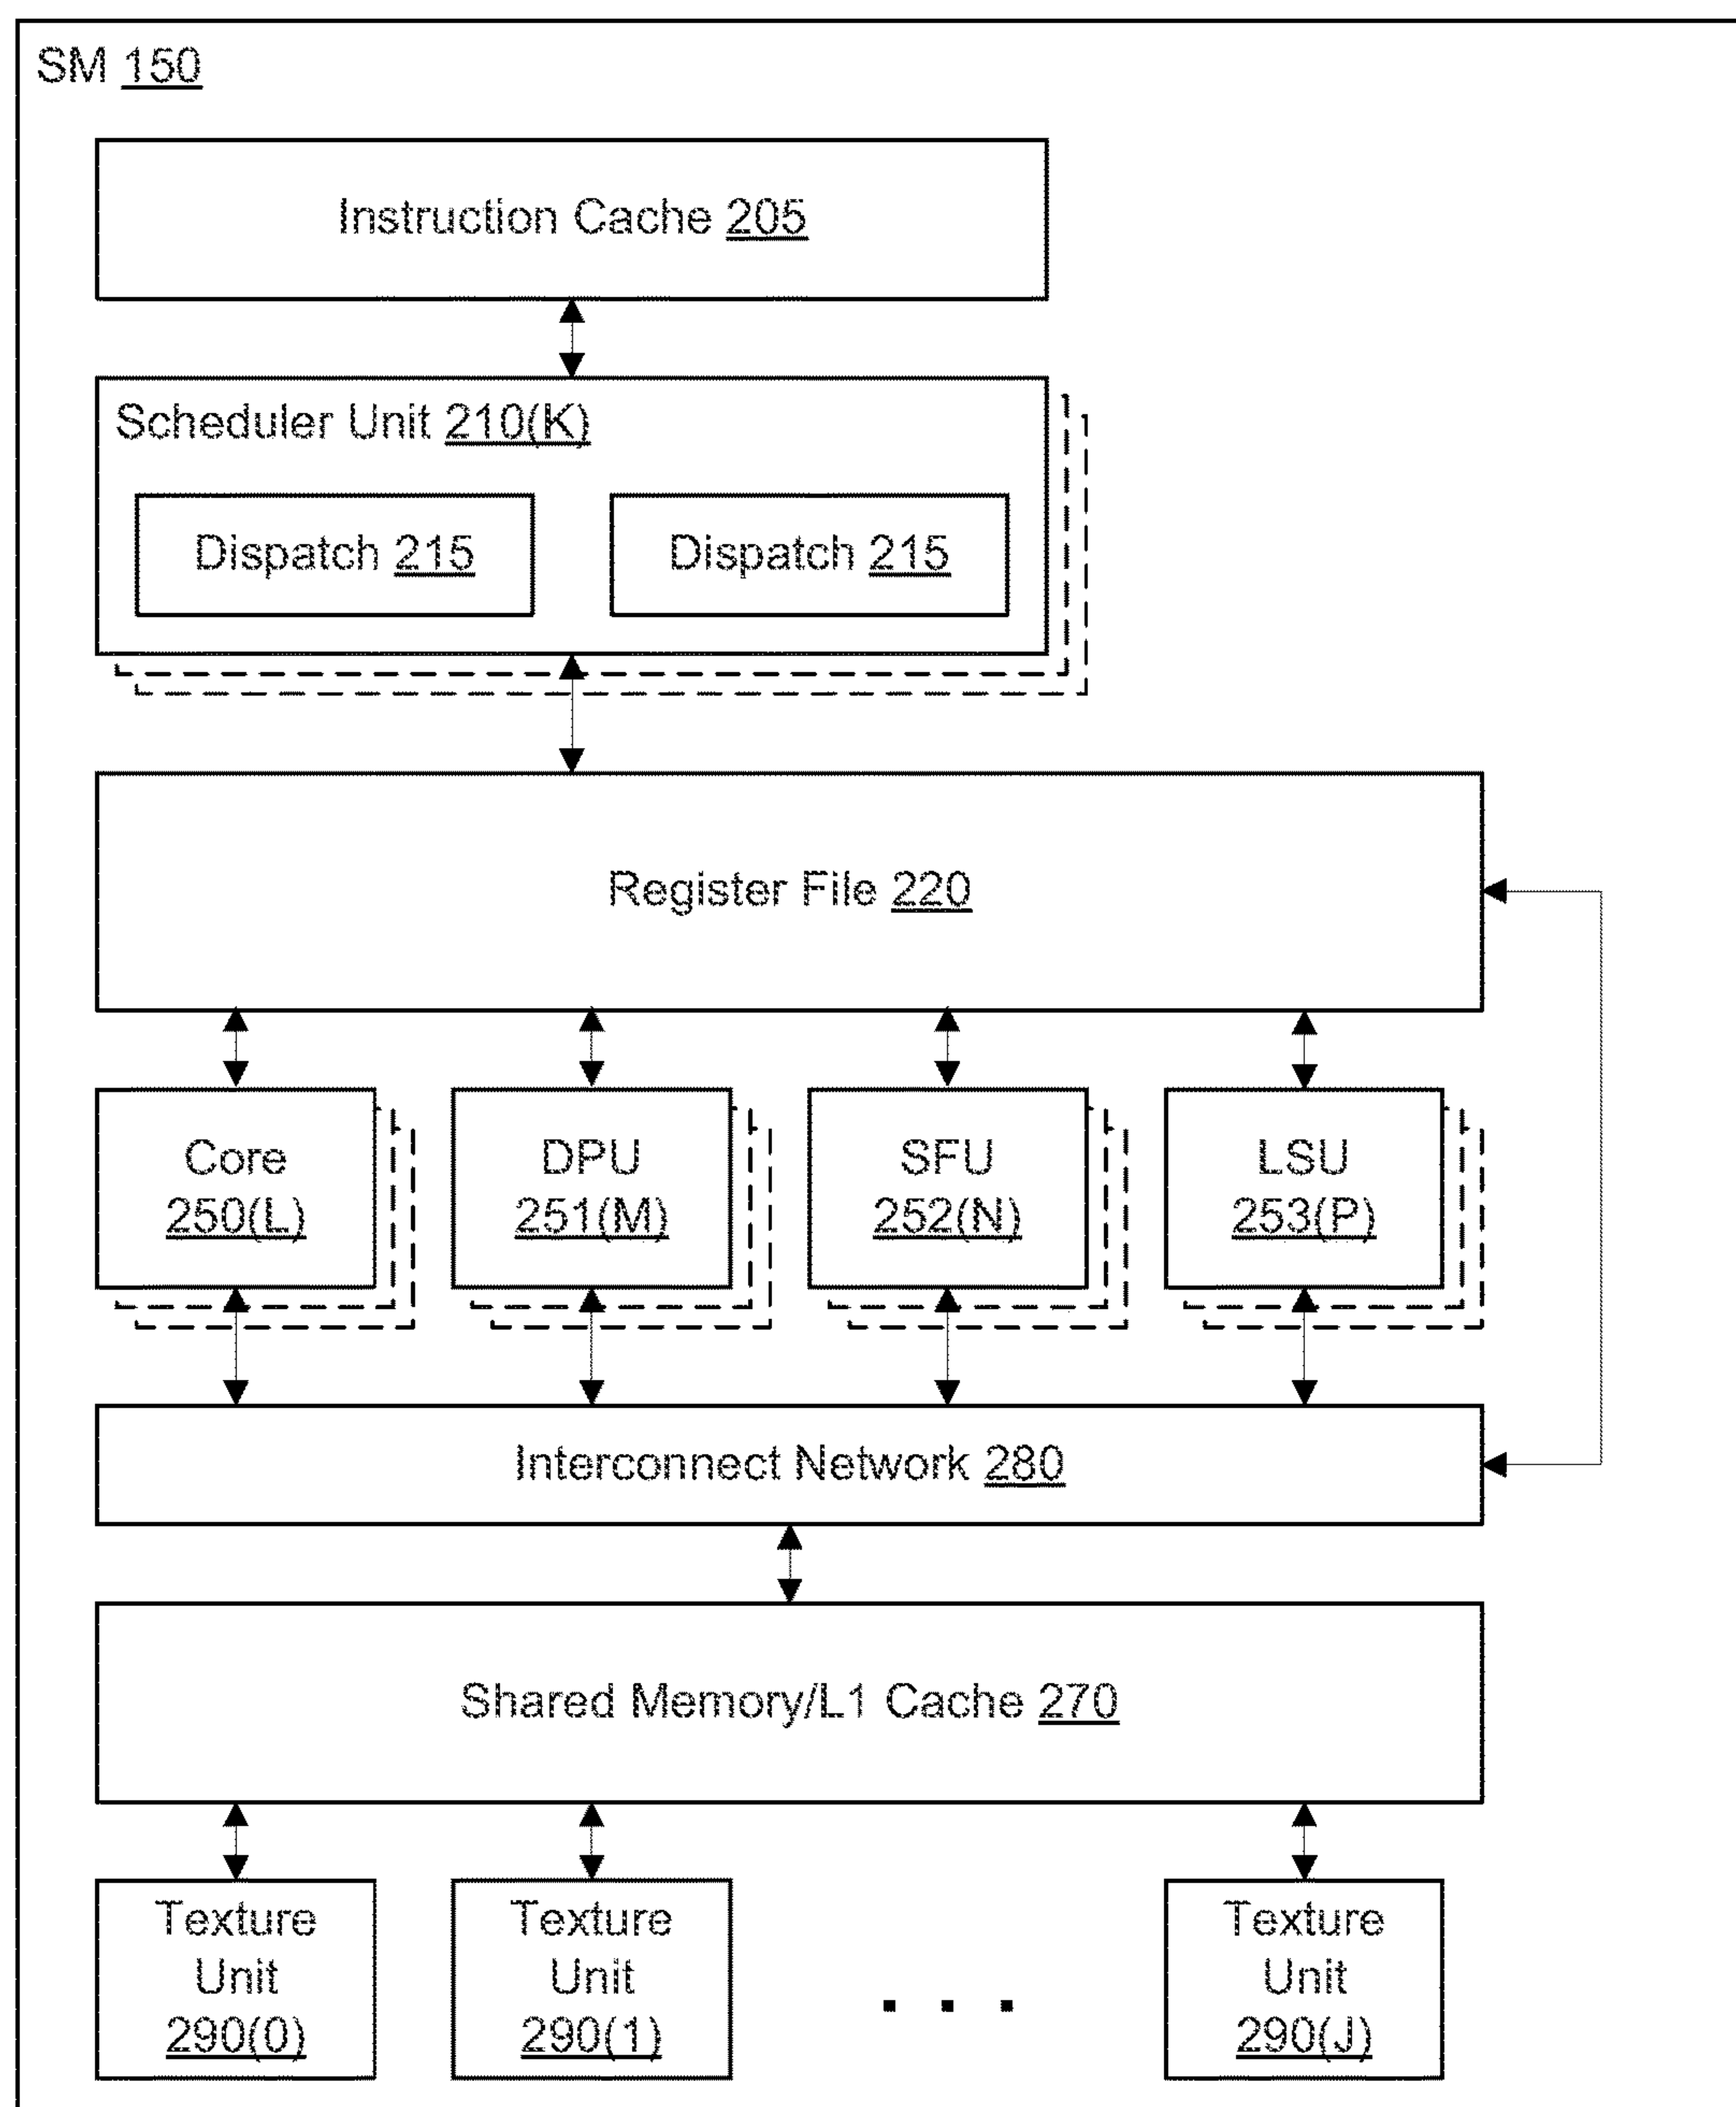 SM 150
Instruction Cache 205
Scheduler Unit 210(K)
Dispatch 215
Dispatch 215
Register File 220
Core
250(L)
DPU
251(M)
SFU
252(N)
LSU
253(P)
Interconnect Network 280
Shared Memory/L1 Cache 270
Texture
Unit
290(0)
Texture
Unit
290(1)
. . .
Texture
Unit
290(J)